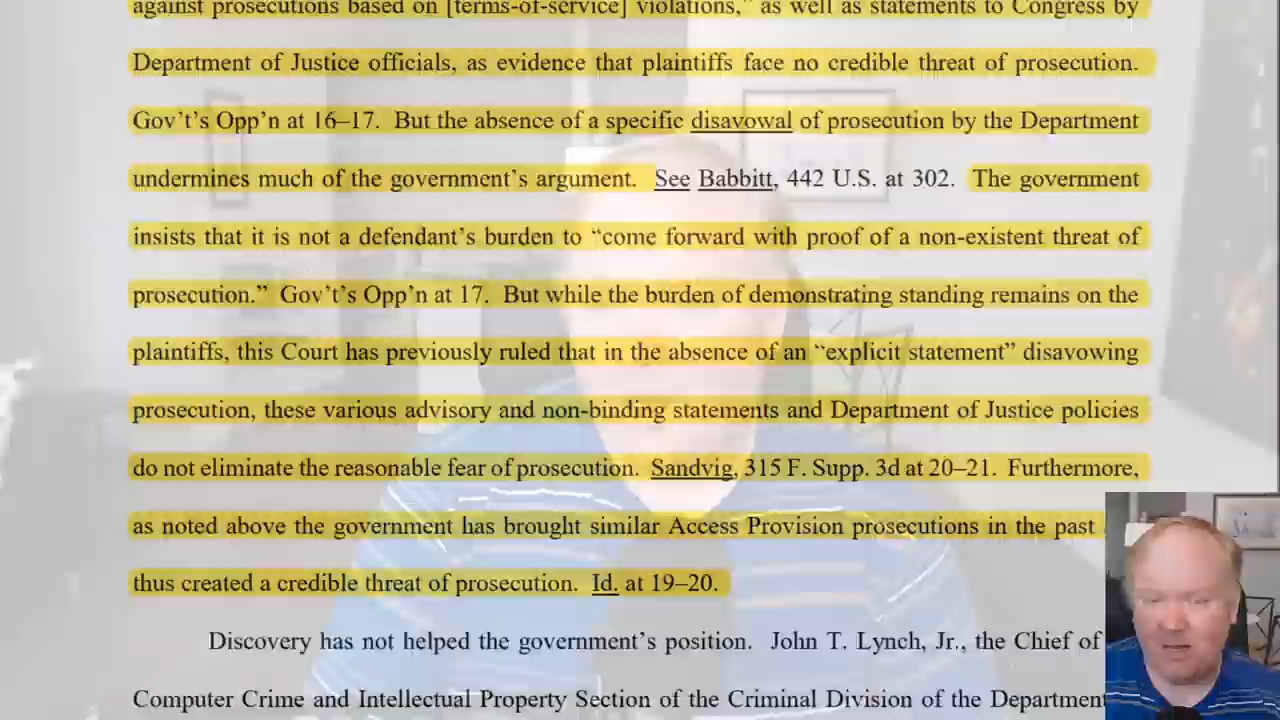 against prosecutions based on [terms-of-service] violations,” as well as statements to Congress by
Department of Justice officials, as evidence that plaintiffs face no credible threat of prosecution.
Gov’t’s Opp’n at 16–17. But the absence of a specific disavowal of prosecution by the Department
undermines much of the government’s argument. See Babbitt, 442 U.S. at 302. The government
insists that it is not a defendant’s burden to “come forward with proof of a non-existent threat of
prosecution.” Gov’t’s Opp’n at 17. But while the burden of demonstrating standing remains on the
plaintiffs, this Court has previously ruled that in the absence of an “explicit statement” disavowing
prosecution, these various advisory and non-binding statements and Department of Justice policies
do not eliminate the reasonable fear of prosecution. Sandvig, 315 F. Supp. 3d at 20–21. Furthermore,
as noted above the government has brought similar Access Provision prosecutions in the past
thus created a credible threat of prosecution. Id. at 19–20.
Discovery has not helped the government’s position. John T. Lynch, Jr., the Chief of
Computer Crime and Intellectual Property Section of the Criminal Division of the Department